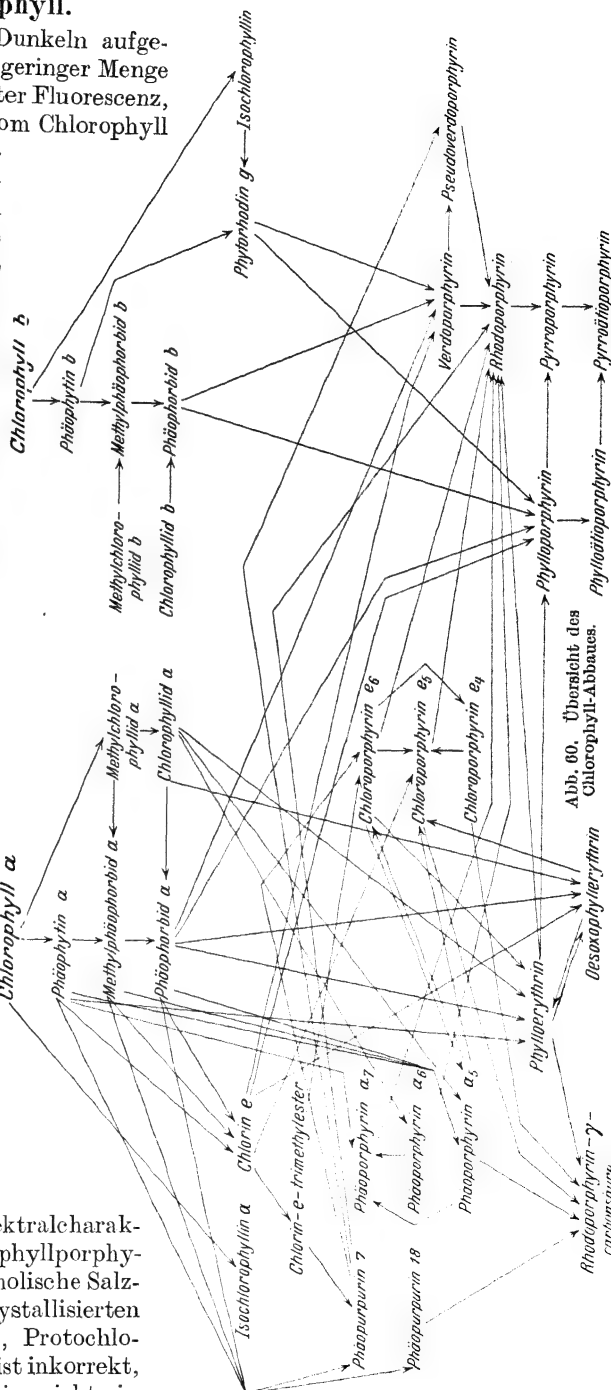 phyll.
Dunkeln aufge-
geringer Menge
ter Fluorescenz,
om Chlorophyll
Chlorophyll a
Chlorophyll b
Phäophytin a
Methylchloro-
phyllid a
Methylphäophorbid a
Phäophorbid a
Chlorophyllid a
Phäophytin b
Methylchloro-
phyllid b
Methylphäophorbid b
Chlorophyllid b
Phäophorbid b
Isochlorophyllin a
Chlorin e
Chlorin-e-trimethylester
Phytorhodin g
Isochlorophyllin
Phäopurpurin 7
Phäoporphyrin a7
Chloroporphyrin e6
Phäopurpurin 18
Phäoporphyrin a6
Chloroporphyrin e5
Verdoporphyrin
Pseudoverdoporphyrin
Phäoporphyrin a5
Chloroporphyrin e4
Rhodoporphyrin
Phylloerythrin
Phylloporphyrin
Pyrroporphyrin
Rhodoporphyrin-γ-
carbonsäure
Desoxophyllerythrin
Phylloätioporphyrin
Pyrroätioporphyrin
Abb. 60. Übersicht des
Chlorophyll-Abbaues.
ektralcharak-
phyllporphy-
holische Salz-
ystallisierten
, Protochlo-
ist inkorrekt,